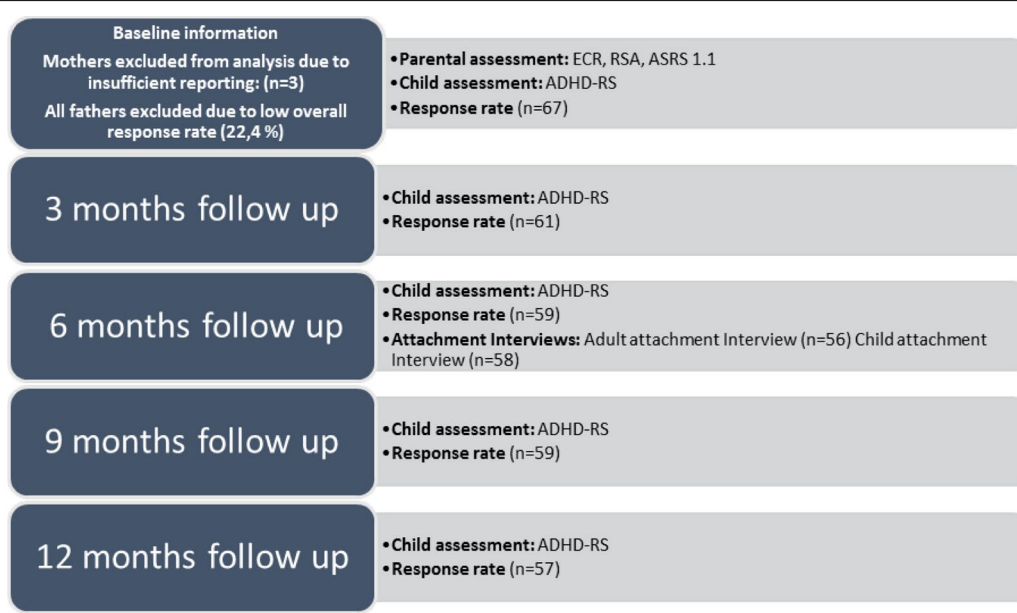 Baseline information
Mothers excluded from analysis due to
insufficient reporting: (n=3)
All fathers excluded due to low overall
response rate (22,4 %)
•Parental assessment: ECR, RSA, ASRS 1.1
•Child assessment: ADHD-RS
•Response rate (n=67)
3 months follow up
•Child assessment: ADHD-RS
•Response rate (n=61)
6 months follow up
•Child assessment: ADHD-RS
•Response rate (n=59)
•Attachment Interviews: Adult attachment Interview (n=56) Child attachment
Interview (n=58)
9 months follow up
•Child assessment: ADHD-RS
•Response rate (n=59)
12 months follow up
•Child assessment: ADHD-RS
•Response rate (n=57)